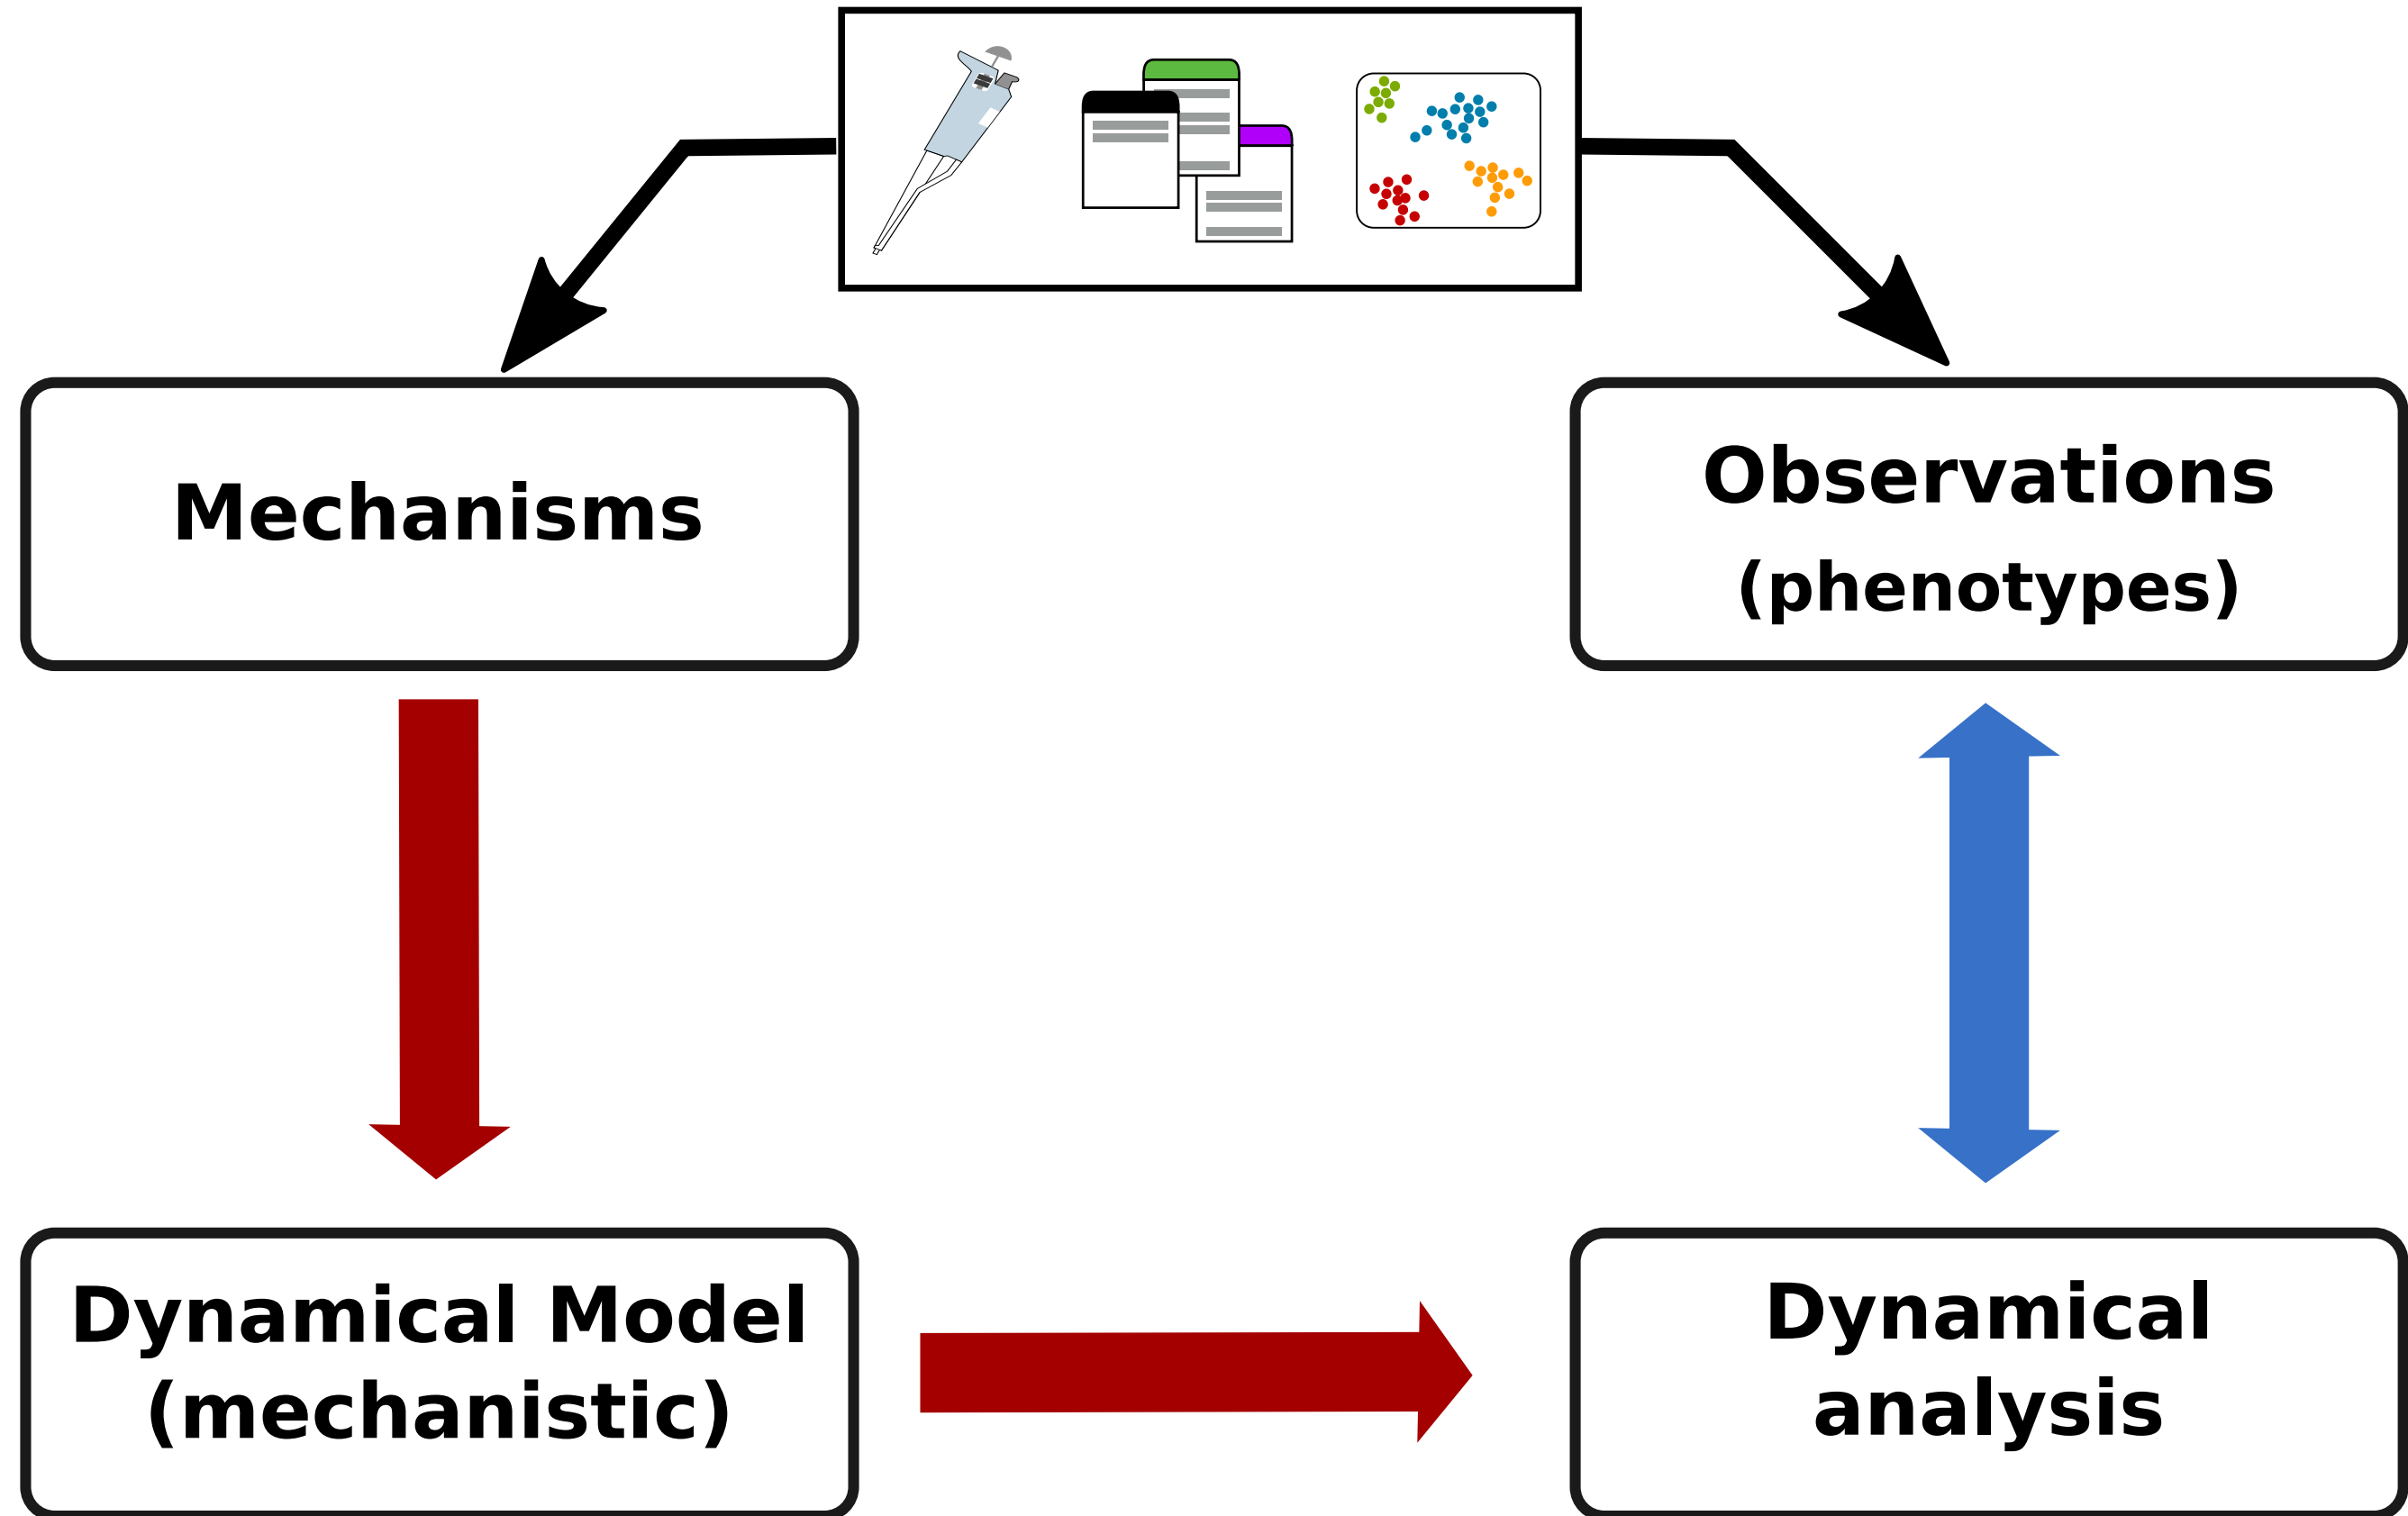 Mechanisms
Observations
(phenotypes)
Dynamical Model
(mechanistic)
Dynamical
analysis